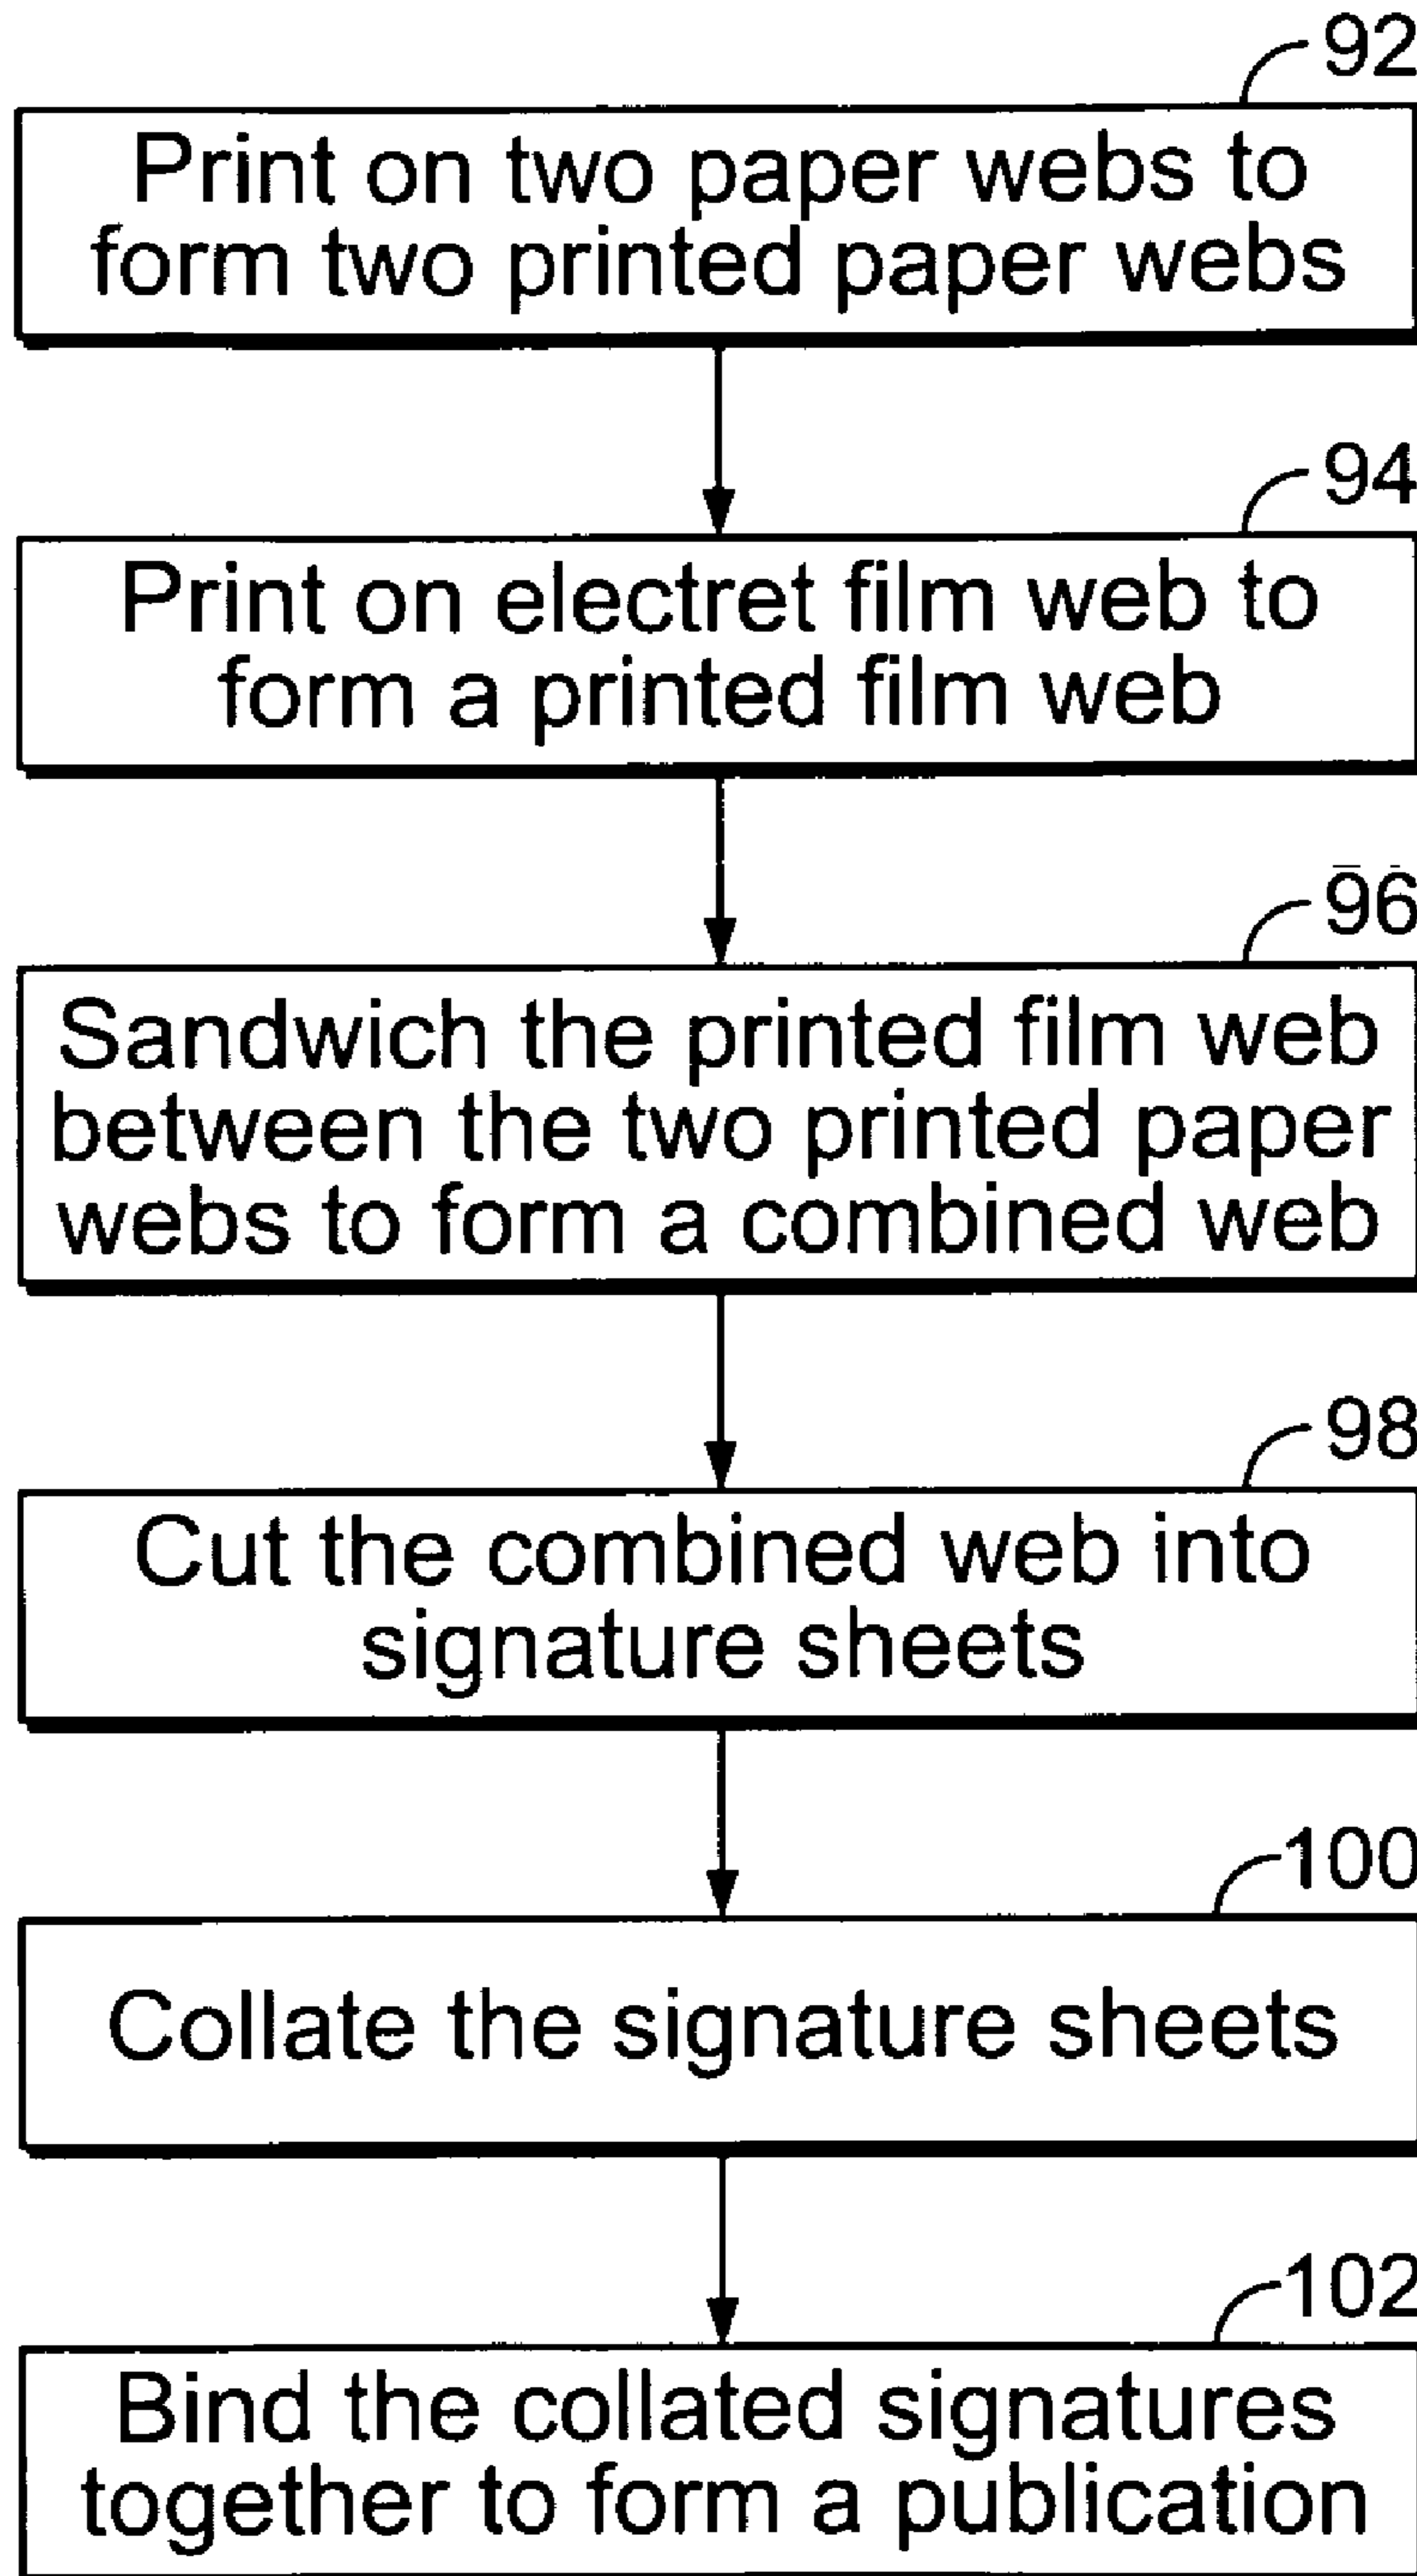 92
Print on two paper webs to
form two printed paper webs
94
Print on electret film web to
form a printed film web
96
Sandwich the printed film web
between the two printed paper
webs to form a combined web
98
Cut the combined web into
signature sheets
100
Collate the signature sheets
102
Bind the collated signatures
together to form a publication